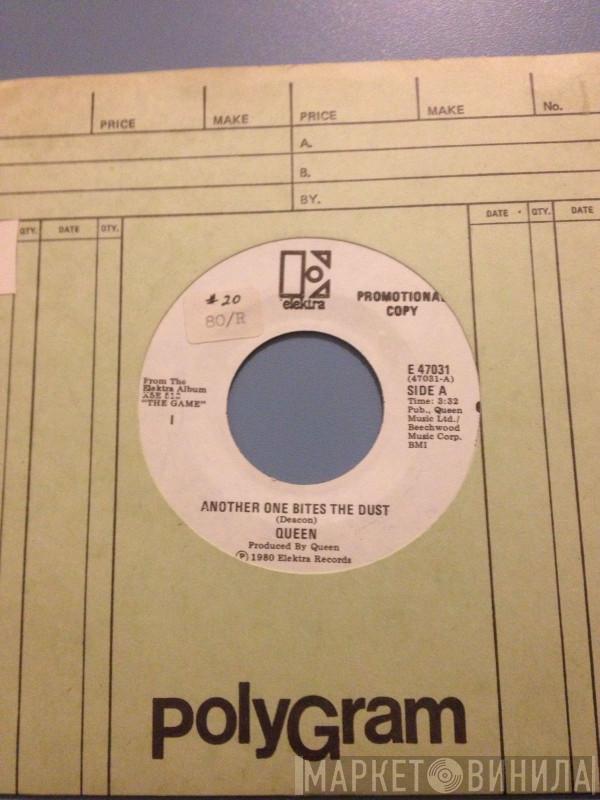 PRICE
MAKE
PRICE
MAKE
No.
A.
B.
BY.
QTY.
DATE
QTY.
DATE
QTY.
DATE
elektra
PROMOTIONAL
COPY
#20
80/R
E 47031
(47031-A)
SIDE A
Time: 3:32
Pub., Queen
Music Ltd./
Beechwood
Music Corp.
BMI
From The
Elektra Album
"THE GAME"
I
ANOTHER ONE BITES THE DUST
(Deacon)
QUEEN
Produced By Queen
℗ 1980 Elektra Records
polyGram
МАРКЕТ ВИНИЛА